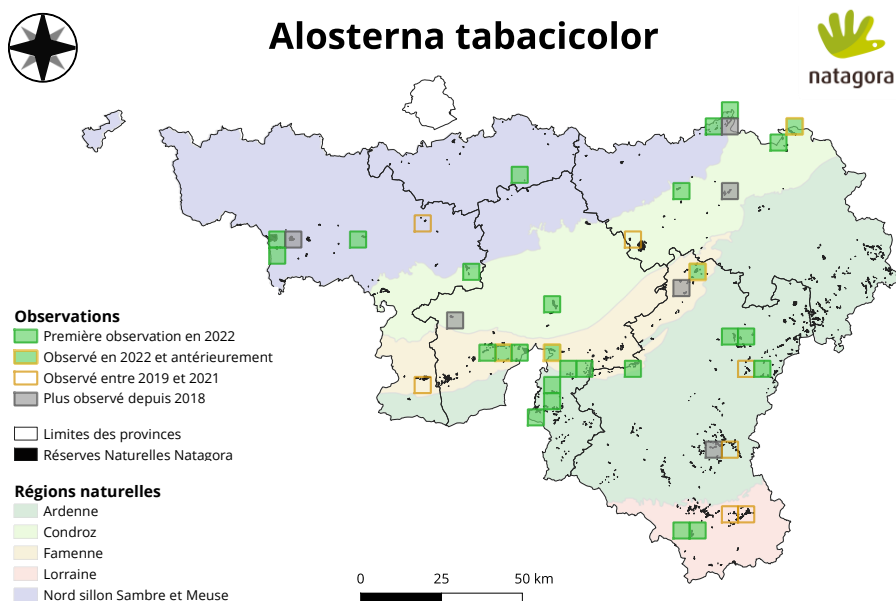 Alosterna tabacicolor
natagora
Observations
Première observation en 2022
Observé en 2022 et antérieurement
Observé entre 2019 et 2021
Plus observé depuis 2018
Limites des provinces
Réserves Naturelles Natagora
Régions naturelles
Ardenne
Condroz
Famenne
Lorraine
Nord sillon Sambre et Meuse
0 25 50 km